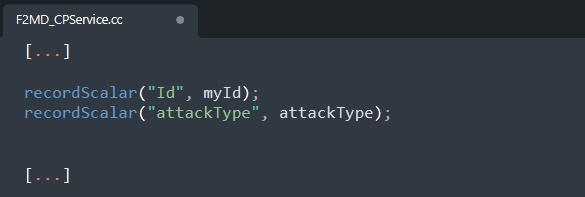 F2MD_CPService.cc
[...]
recordScalar("Id", myId);
recordScalar("attackType", attackType);
[...]